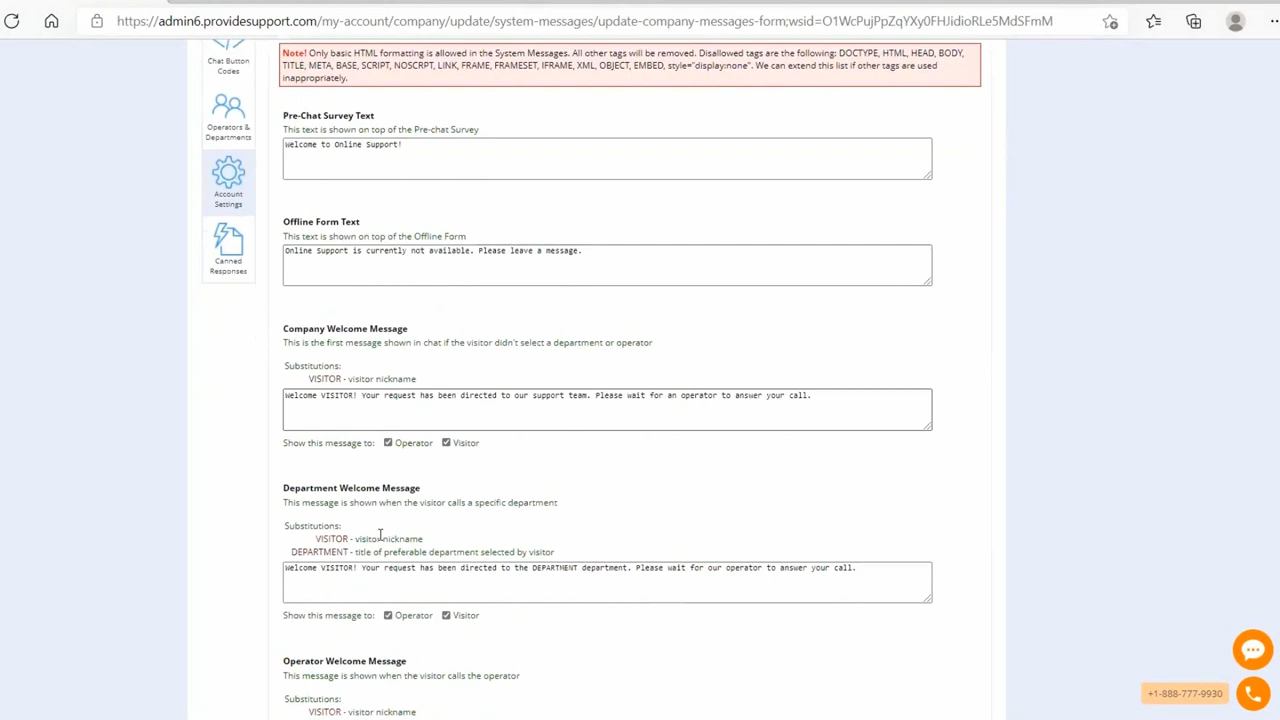 https://admin6.providesupport.com/my-account/company/update/system-messages/update-company-messages-form;wsid=O1WcPujPpZqYXy0FHJidioRLe5MdSFmM
Note! Only basic HTML formatting is allowed in the System Messages. All other tags will be removed. Disallowed tags are the following: DOCTYPE, HTML, HEAD, BODY,
TITLE, META, BASE, SCRIPT, NOSCRPT, LINK, FRAME, FRAMESET, IFRAME, XML, OBJECT, EMBED, style="display:none". We can extend this list if other tags are used
inappropriately.
Chat Button
Codes
Operators &
Departments
Account
Settings
Canned
Responses
Pre-Chat Survey Text
This text is shown on top of the Pre-chat Survey
Welcome to Online Support!
Offline Form Text
This text is shown on top of the Offline Form
Online Support is currently not available. Please leave a message.
Company Welcome Message
This is the first message shown in chat if the visitor didn't select a department or operator
Substitutions:
VISITOR - visitor nickname
Welcome VISITOR! Your request has been directed to our support team. Please wait for an operator to answer your call.
Show this message to: Operator Visitor
Department Welcome Message
This message is shown when the visitor calls a specific department
Substitutions:
VISITOR - visitor nickname
DEPARTMENT - title of preferable department selected by visitor
Welcome VISITOR! Your request has been directed to the DEPARTMENT department. Please wait for our operator to answer your call.
Show this message to: Operator Visitor
Operator Welcome Message
This message is shown when the visitor calls the operator
Substitutions:
VISITOR - visitor nickname
+1-888-777-9930